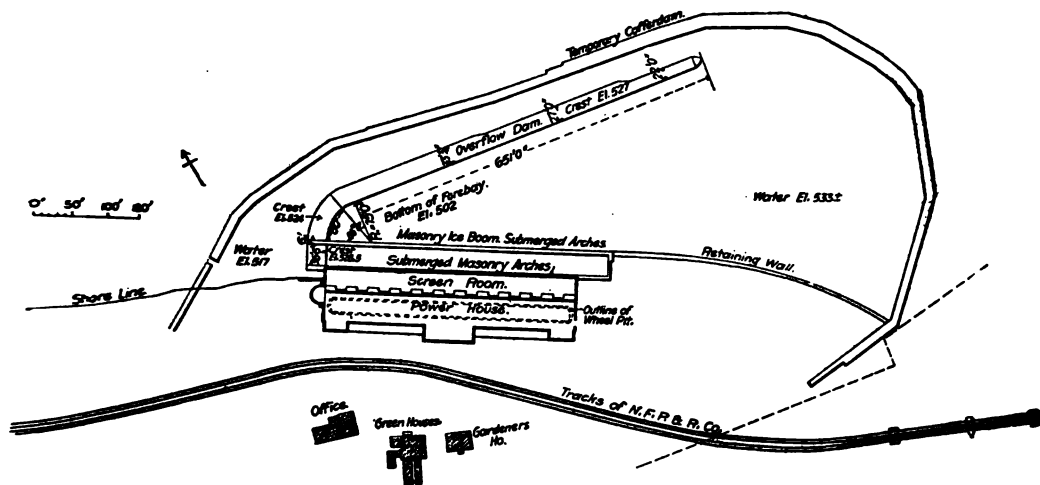 Temporary Cofferdam.
Crest El. 527
Overflow Dam.
651'0"
Bottom of Forebay.
El. 502
Water El. 533±
0' 50' 100' 150'
Crest
El. 524
Water
El. 517
Masonry Ice Boom. Submerged Arches.
Crest
Submerged Masonry Arches.
Retaining Wall.
Screen Room.
Shore Line
Power House.
Outline of
Wheel Pit.
Tracks of N.F.P. & R. Co.
Office.
Green Houses.
Gardeners
Ho.